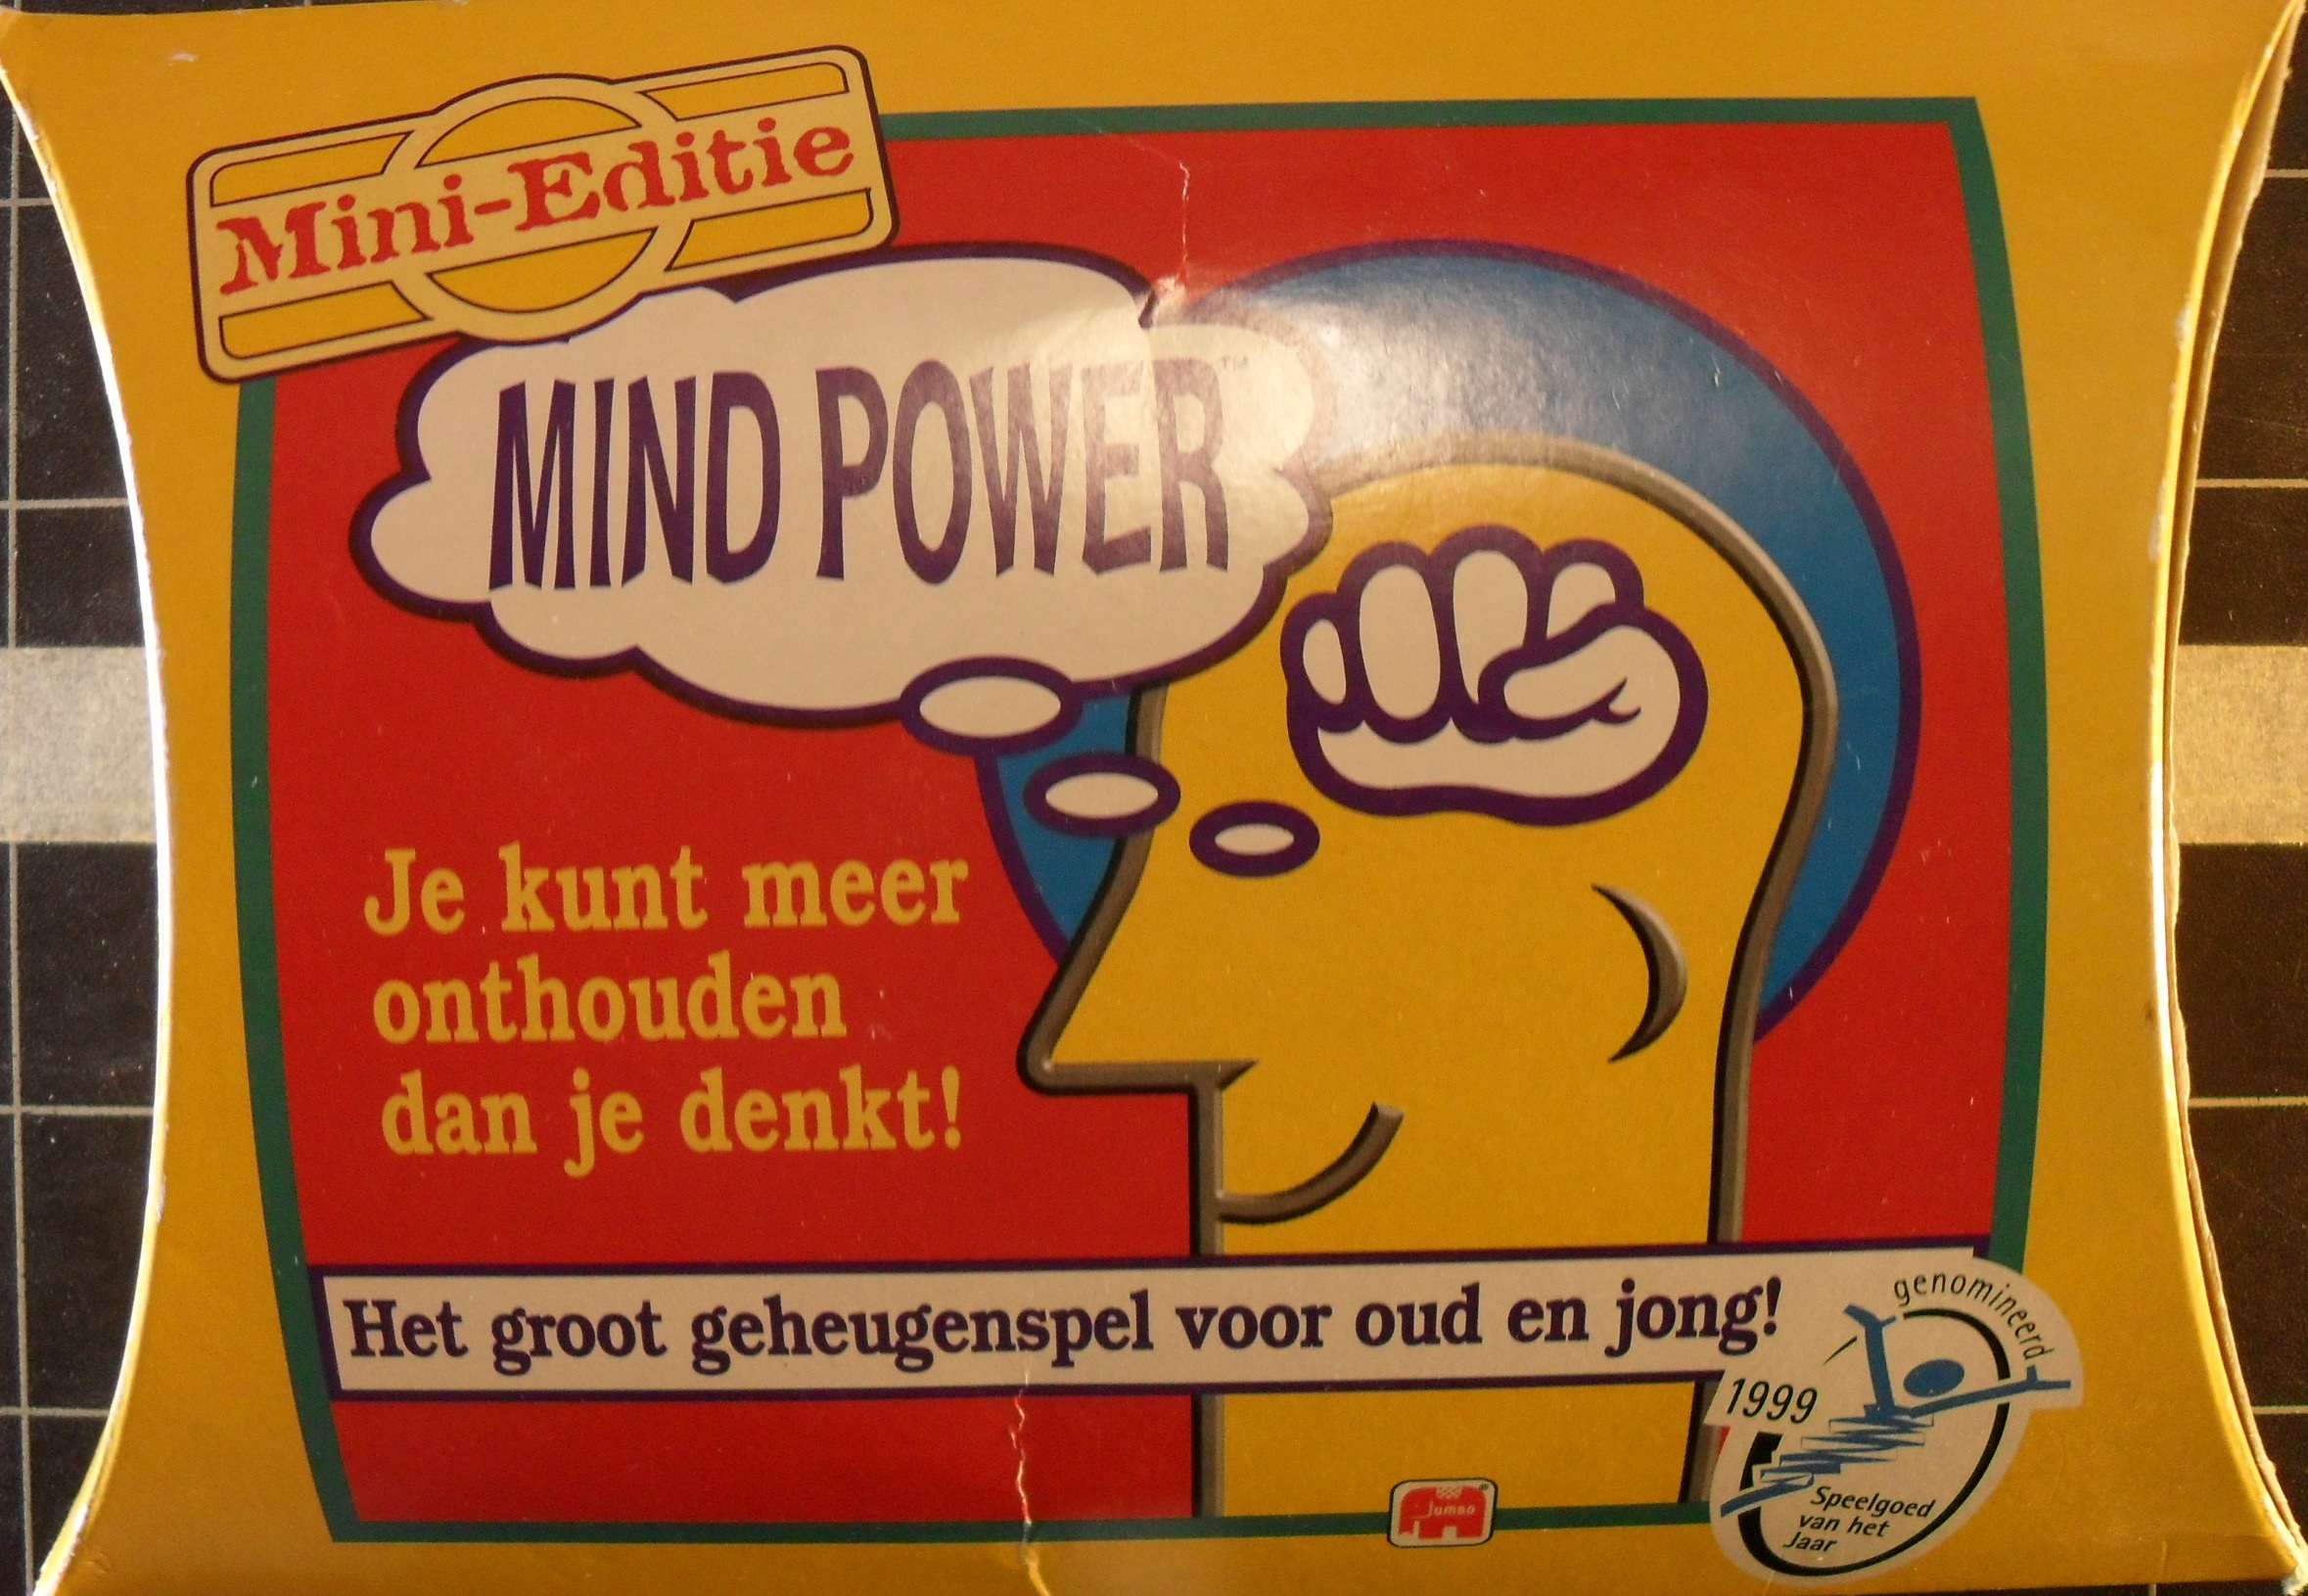 Mini-Editie
MIND POWER™
Je kunt meer
onthouden
dan je denkt!
Het groot geheugenspel voor oud en jong!
genomineerd
1999
Speelgoed
van het
Jaar
Jumbo®